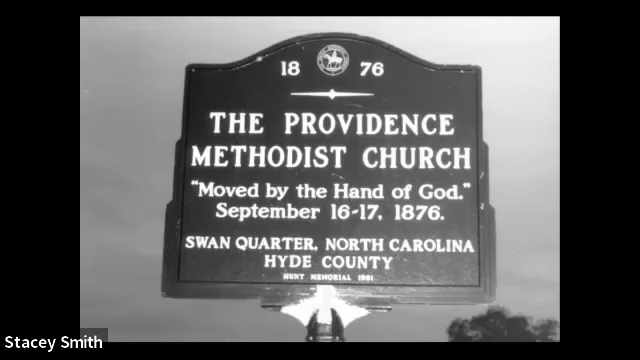 18 76
THE PROVIDENCE
METHODIST CHURCH
"Moved by the Hand of God."
September 16-17, 1876.
SWAN QUARTER, NORTH CAROLINA
HYDE COUNTY
HUNT MEMORIAL 1981
Stacey Smith